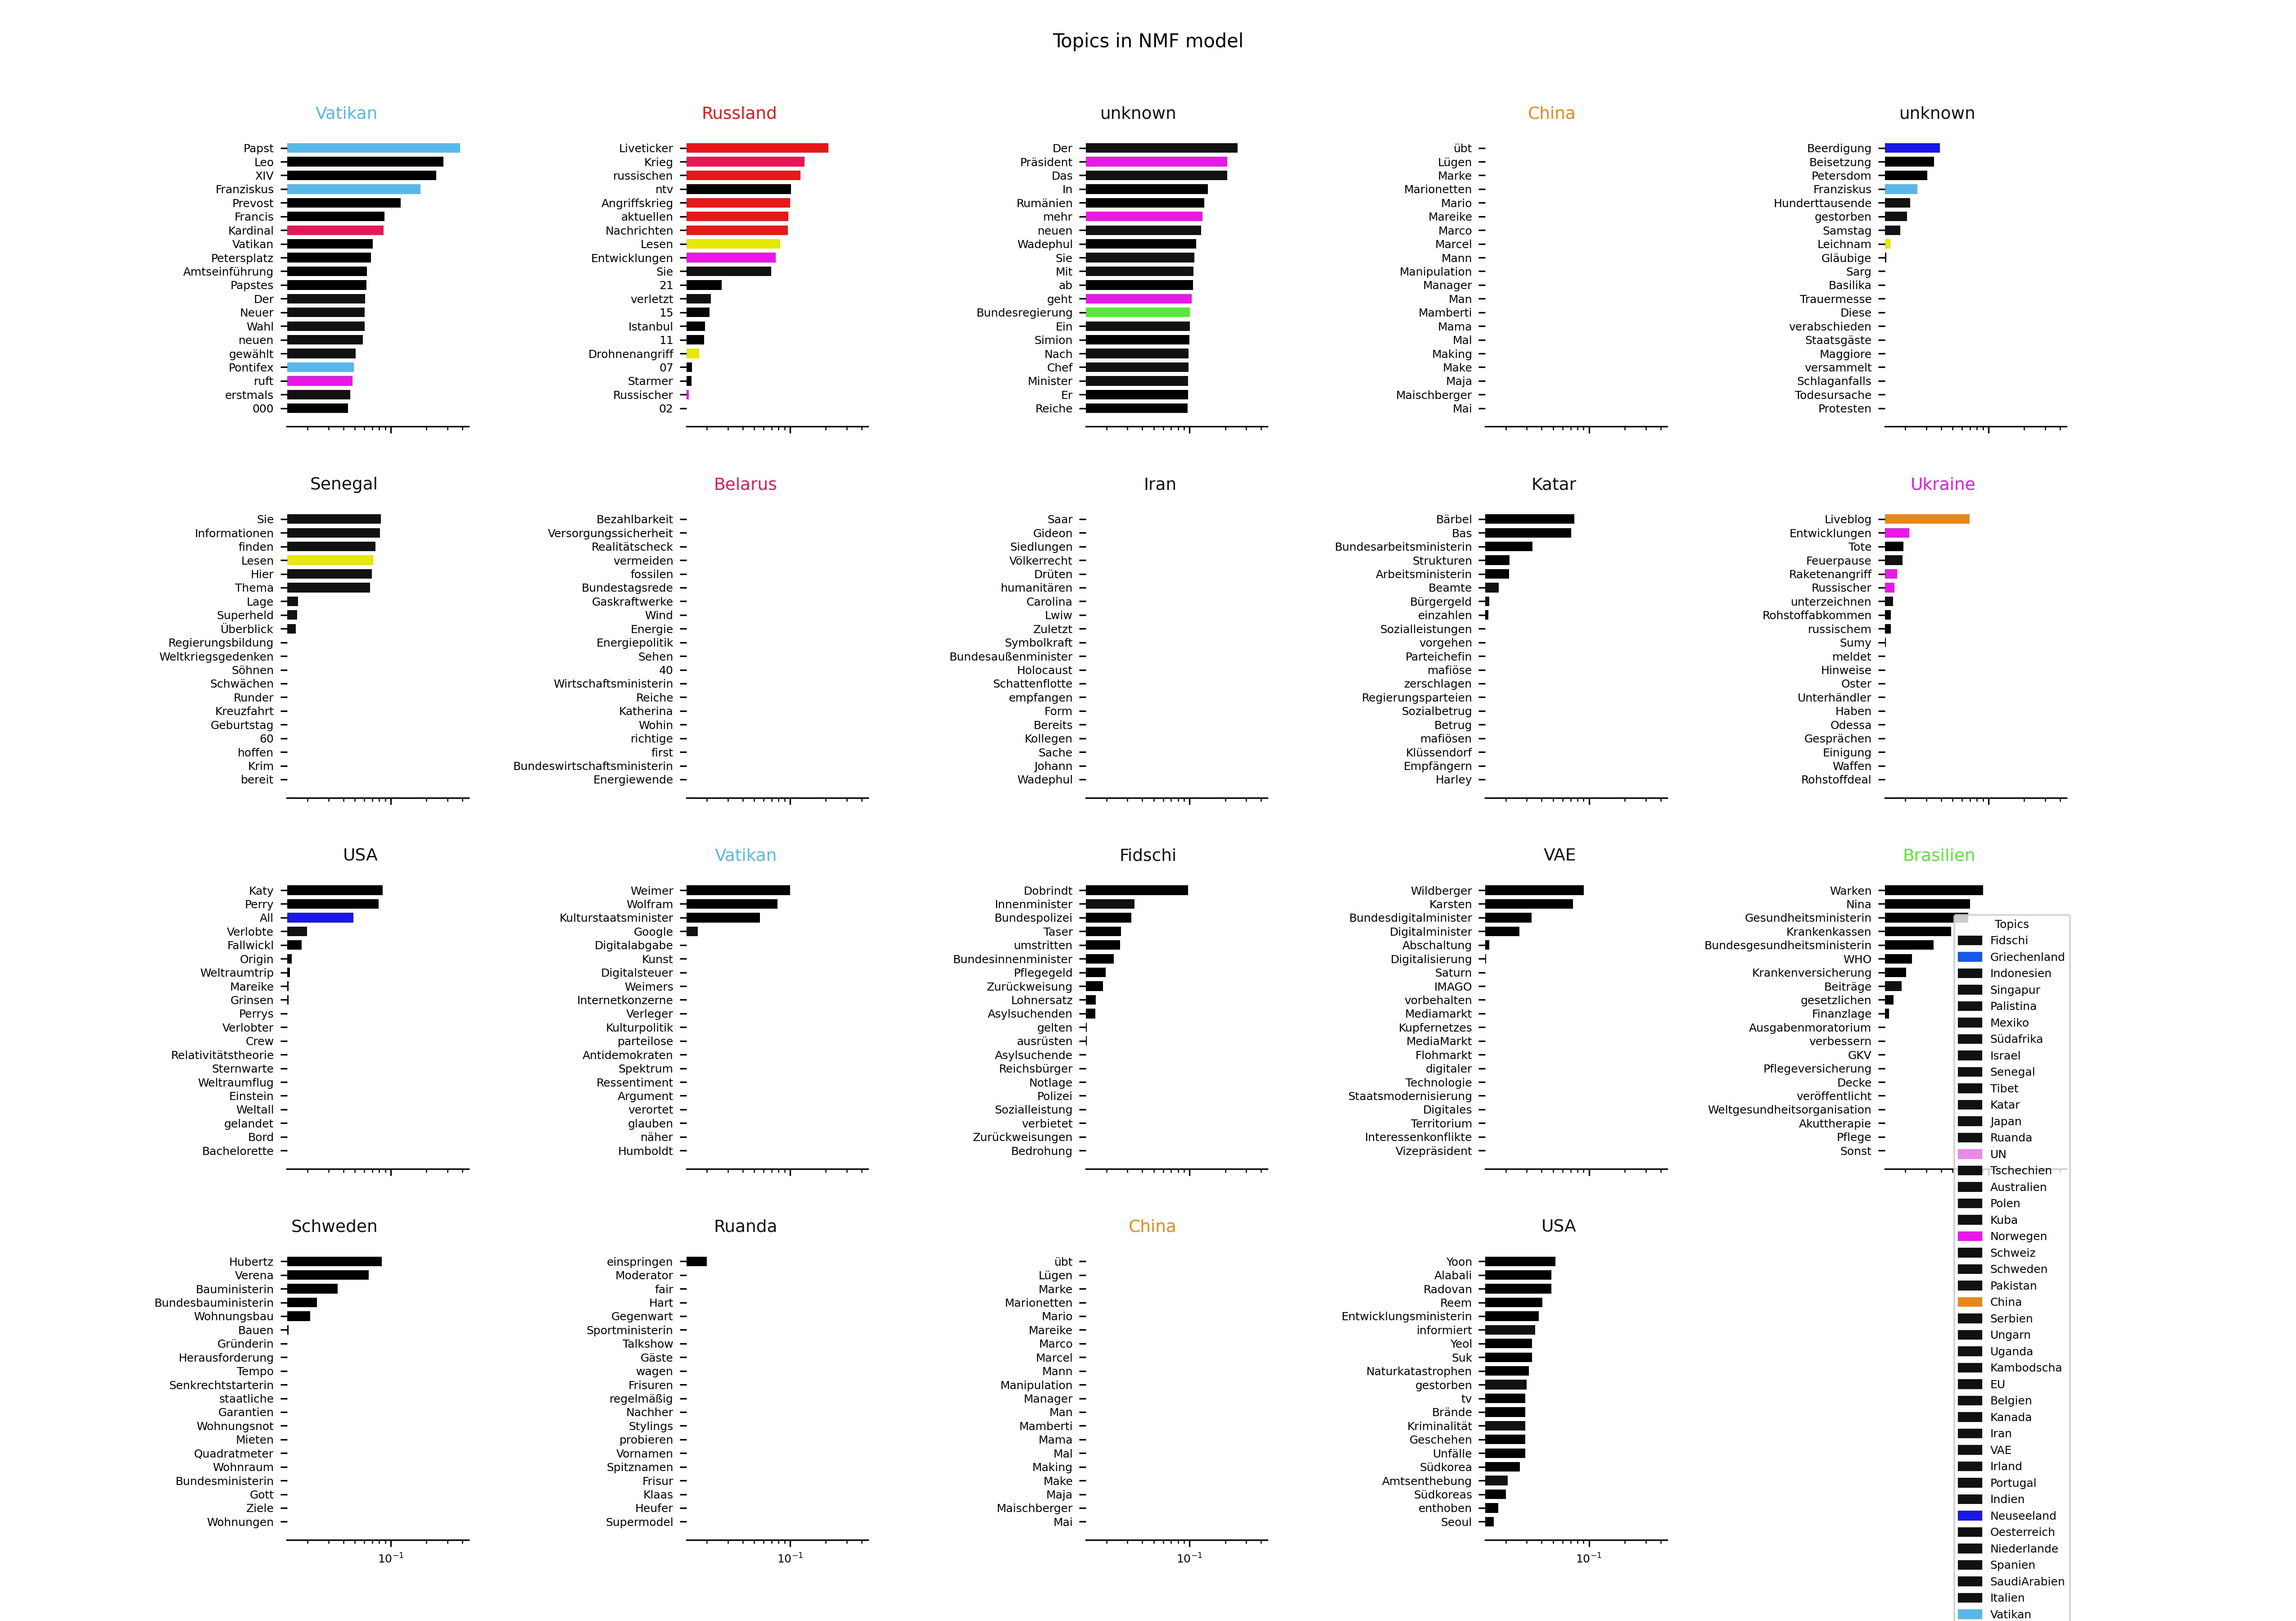 Topics in NMF model
Vatikan
Papst
Leo
XIV
Franziskus
Prevost
Francis
Kardinal
Vatikan
Petersplatz
Amtseinführung
Papstes
Der
Neuer
Wahl
neuen
gewählt
Pontifex
ruft
erstmals
000
Russland
Liveticker
Krieg
russischen
ntv
Angriffskrieg
aktuellen
Nachrichten
Lesen
Entwicklungen
Sie
21
verletzt
15
Istanbul
11
Drohnenangriff
07
Starmer
Russischer
02
unknown
Der
Präsident
Das
In
Rumänien
mehr
neuen
Wadephul
Sie
Mit
ab
geht
Bundesregierung
Ein
Simion
Nach
Chef
Minister
Er
Reiche
China
übt
Lügen
Marke
Marionetten
Mario
Mareike
Marco
Marcel
Mann
Manipulation
Manager
Man
Mamberti
Mama
Mal
Making
Make
Maja
Maischberger
Mai
unknown
Beerdigung
Beisetzung
Petersdom
Franziskus
Hunderttausende
gestorben
Samstag
Leichnam
Gläubige
Sarg
Basilika
Trauermesse
Diese
verabschieden
Staatsgäste
Maggiore
versammelt
Schlaganfalls
Todesursache
Protesten
Senegal
Sie
Informationen
finden
Lesen
Hier
Thema
Lage
Superheld
Überblick
Regierungsbildung
Weltkriegsgedenken
Söhnen
Schwächen
Runder
Kreuzfahrt
Geburtstag
60
hoffen
Krim
bereit
Belarus
Bezahlbarkeit
Versorgungssicherheit
Realitätscheck
vermeiden
fossilen
Bundestagsrede
Gaskraftwerke
Wind
Energie
Energiepolitik
Sehen
40
Wirtschaftsministerin
Reiche
Katherina
Wohin
richtige
first
Bundeswirtschaftsministerin
Energiewende
Iran
Saar
Gideon
Siedlungen
Völkerrecht
Drüten
humanitären
Carolina
Lwiw
Zuletzt
Symbolkraft
Bundesaußenminister
Holocaust
Schattenflotte
empfangen
Form
Bereits
Kollegen
Sache
Johann
Wadephul
Katar
Bärbel
Bas
Bundesarbeitsministerin
Strukturen
Arbeitsministerin
Beamte
Bürgergeld
einzahlen
Sozialleistungen
vorgehen
Parteichefin
mafiöse
zerschlagen
Regierungsparteien
Sozialbetrug
Betrug
mafiösen
Klüssendorf
Empfängern
Harley
Ukraine
Liveblog
Entwicklungen
Tote
Feuerpause
Raketenangriff
Russischer
unterzeichnen
Rohstoffabkommen
russischem
Sumy
meldet
Hinweise
Oster
Unterhändler
Haben
Odessa
Gesprächen
Einigung
Waffen
Rohstoffdeal
USA
Katy
Perry
All
Verlobte
Fallwickl
Origin
Weltraumtrip
Mareike
Grinsen
Perrys
Verlobter
Crew
Relativitätstheorie
Sternwarte
Weltraumflug
Einstein
Weltall
gelandet
Bord
Bachelorette
Vatikan
Weimer
Wolfram
Kulturstaatsminister
Google
Digitalabgabe
Kunst
Digitalsteuer
Weimers
Internetkonzerne
Verleger
Kulturpolitik
parteilose
Antidemokraten
Spektrum
Ressentiment
Argument
verortet
glauben
näher
Humboldt
Fidschi
Dobrindt
Innenminister
Bundespolizei
Taser
umstritten
Bundesinnenminister
Pflegegeld
Zurückweisung
Lohnersatz
Asylsuchenden
gelten
ausrüsten
Asylsuchende
Reichsbürger
Notlage
Polizei
Sozialleistung
verbietet
Zurückweisungen
Bedrohung
VAE
Wildberger
Karsten
Bundesdigitalminister
Digitalminister
Abschaltung
Digitalisierung
Saturn
IMAGO
vorbehalten
Mediamarkt
Kupfernetzes
MediaMarkt
Flohmarkt
digitaler
Technologie
Staatsmodernisierung
Digitales
Territorium
Interessenkonflikte
Vizepräsident
Brasilien
Warken
Nina
Gesundheitsministerin
Krankenkassen
Bundesgesundheitsministerin
WHO
Krankenversicherung
Beiträge
gesetzlichen
Finanzlage
Ausgabenmoratorium
verbessern
GKV
Pflegeversicherung
Decke
veröffentlicht
Weltgesundheitsorganisation
Akuttherapie
Pflege
Sonst
Topics
Fidschi
Griechenland
Indonesien
Singapur
Palistina
Mexiko
Südafrika
Israel
Senegal
Tibet
Katar
Japan
Ruanda
UN
Tschechien
Australien
Polen
Kuba
Norwegen
Schweiz
Schweden
Pakistan
China
Serbien
Ungarn
Uganda
Kambodscha
EU
Belgien
Kanada
Iran
VAE
Irland
Portugal
Indien
Neuseeland
Oesterreich
Niederlande
Spanien
SaudiArabien
Italien
Vatikan
Schweden
Hubertz
Verena
Bauministerin
Bundesbauministerin
Wohnungsbau
Bauen
Gründerin
Herausforderung
Tempo
Senkrechtstarterin
staatliche
Garantien
Wohnungsnot
Mieten
Quadratmeter
Wohnraum
Bundesministerin
Gott
Ziele
Wohnungen
10⁻¹
Ruanda
einspringen
Moderator
fair
Hart
Gegenwart
Sportministerin
Talkshow
Gäste
wagen
Frisuren
regelmäßig
Nachher
Stylings
probieren
Vornamen
Spitznamen
Frisur
Klaas
Heufer
Supermodel
10⁻¹
China
übt
Lügen
Marke
Marionetten
Mario
Mareike
Marco
Marcel
Mann
Manipulation
Manager
Man
Mamberti
Mama
Mal
Making
Make
Maja
Maischberger
Mai
10⁻¹
USA
Yoon
Alabali
Radovan
Reem
Entwicklungsministerin
informiert
Yeol
Suk
Naturkatastrophen
gestorben
tv
Brände
Kriminalität
Geschehen
Unfälle
Südkorea
Amtsenthebung
Südkoreas
enthoben
Seoul
10⁻¹